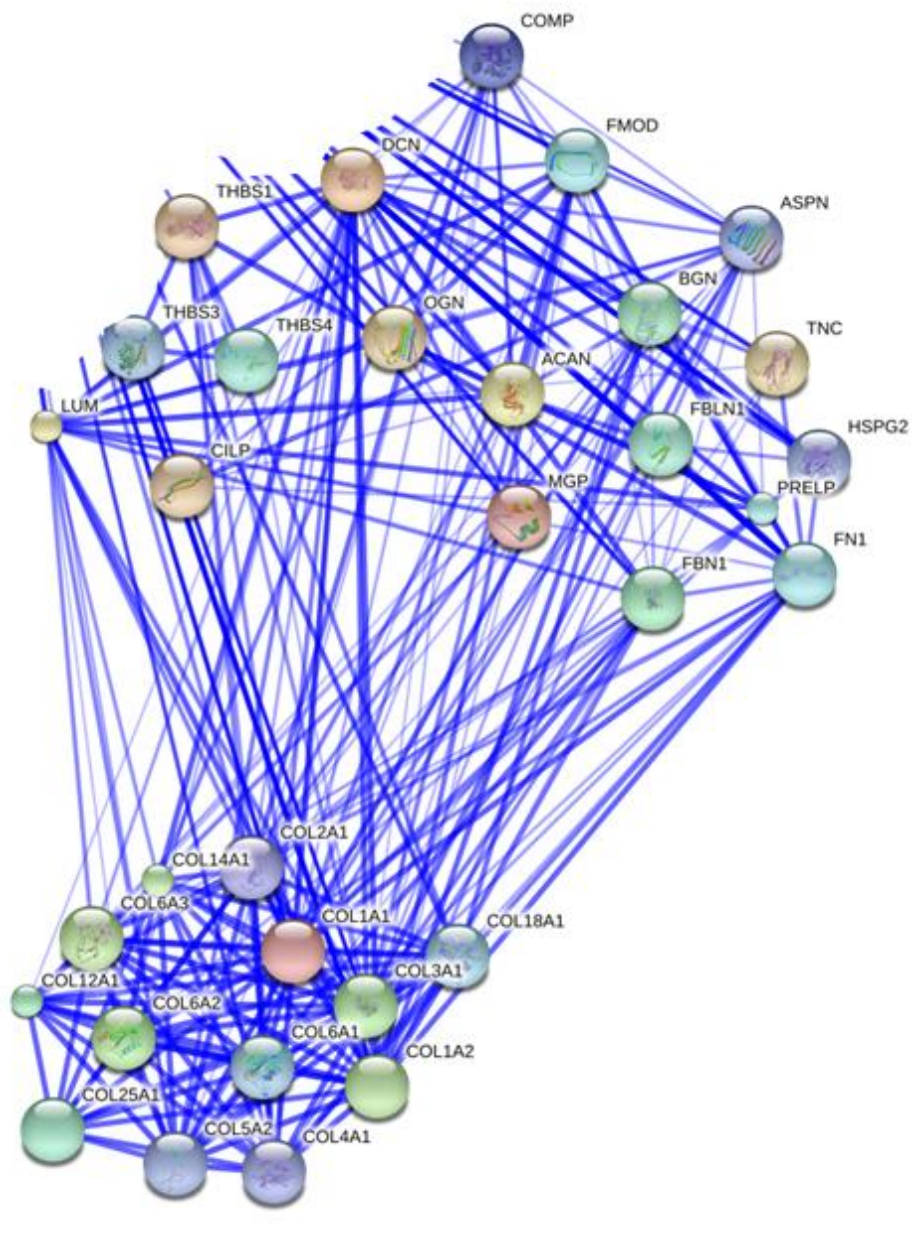 COMP
FMOD
DCN
THBS1
ASPN
BGN
OGN
THBS3
THBS4
TNC
ACAN
LUM
FBLN1
HSPG2
CILP
MGP
PRELP
FN1
FBN1
COL2A1
COL14A1
COL6A3
COL1A1
COL18A1
COL3A1
COL12A1
COL6A2
COL6A1
COL1A2
COL25A1
COL5A2
COL4A1